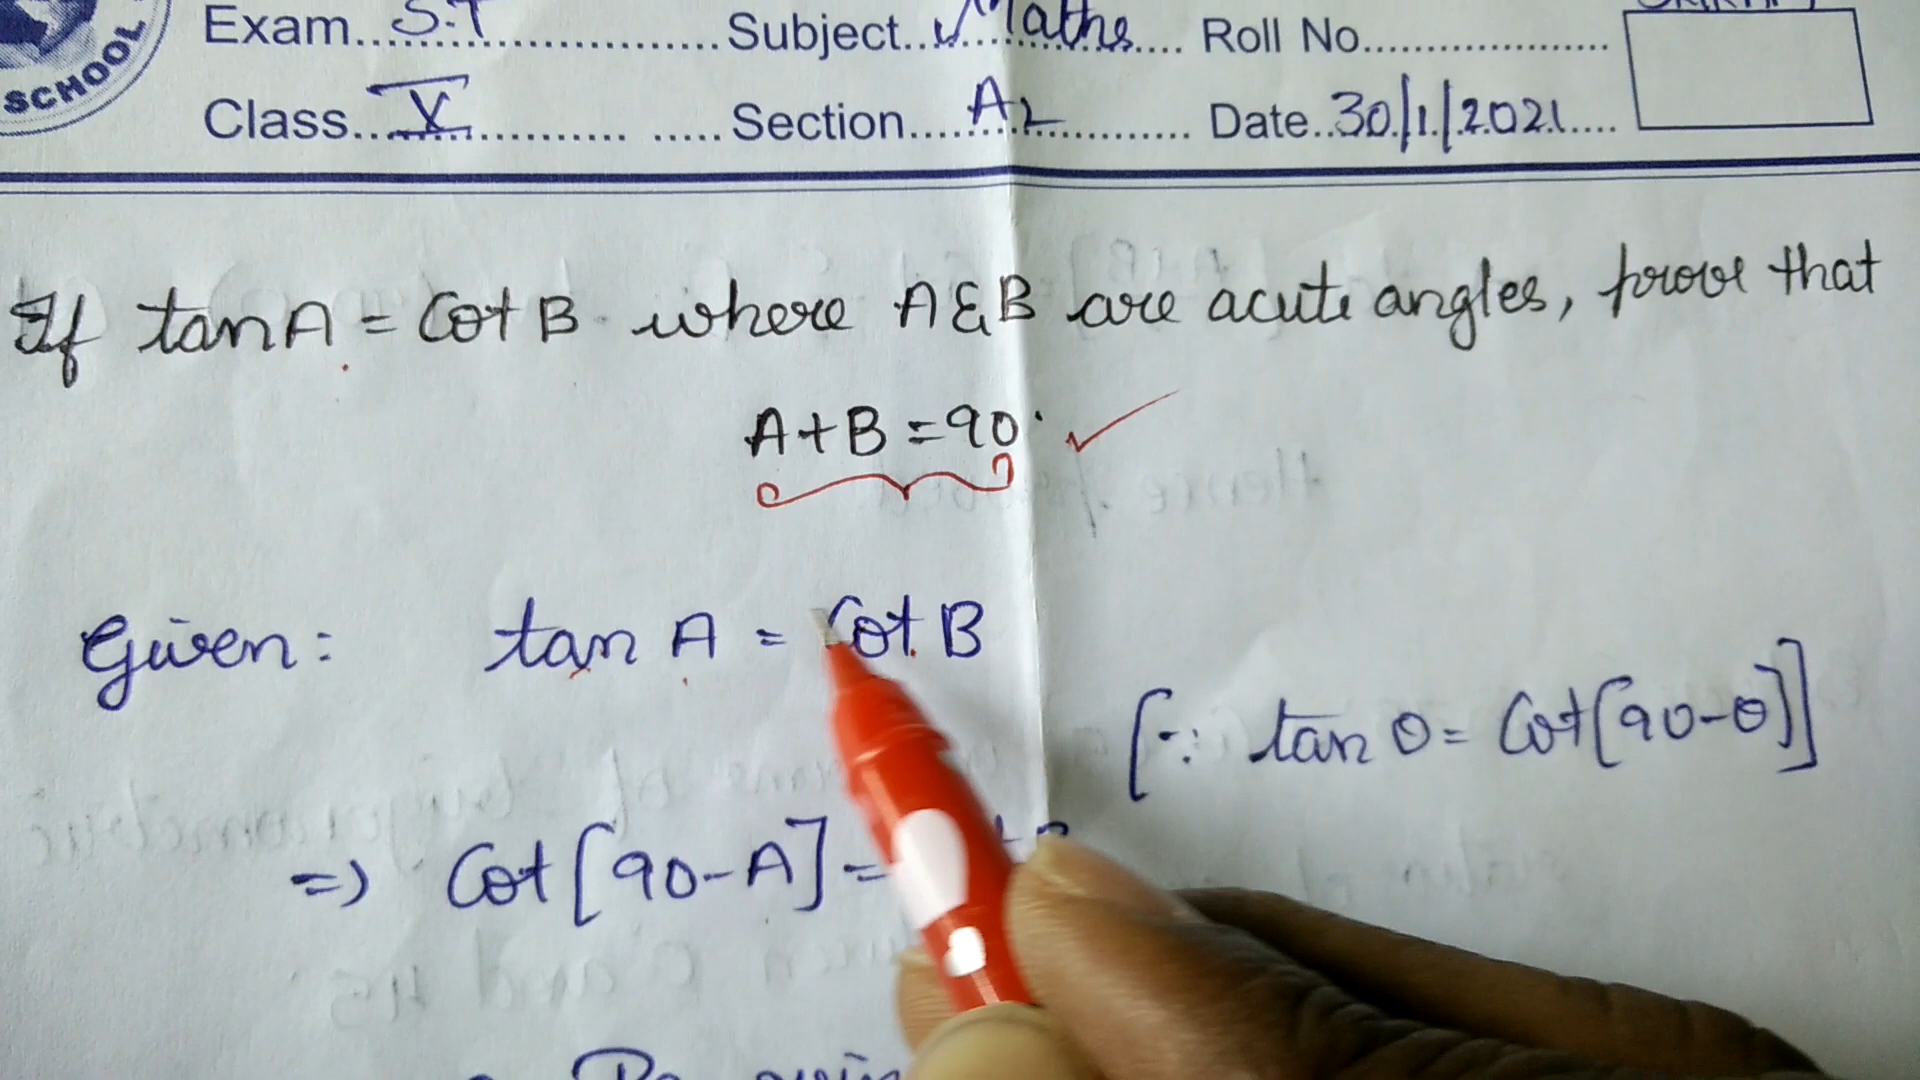 SCHOOL
Exam...S.T......Subject...Maths.... Roll No....................
Class....X............ .....Section....A2............ Date..30/1/2021....
If tan A = Cot B where A & B are acute angles, prove that
A+B=90° ✓
Given: tan A = Cot B
[∵ tan θ = Cot[90-θ]]
=> Cot[90-A]=